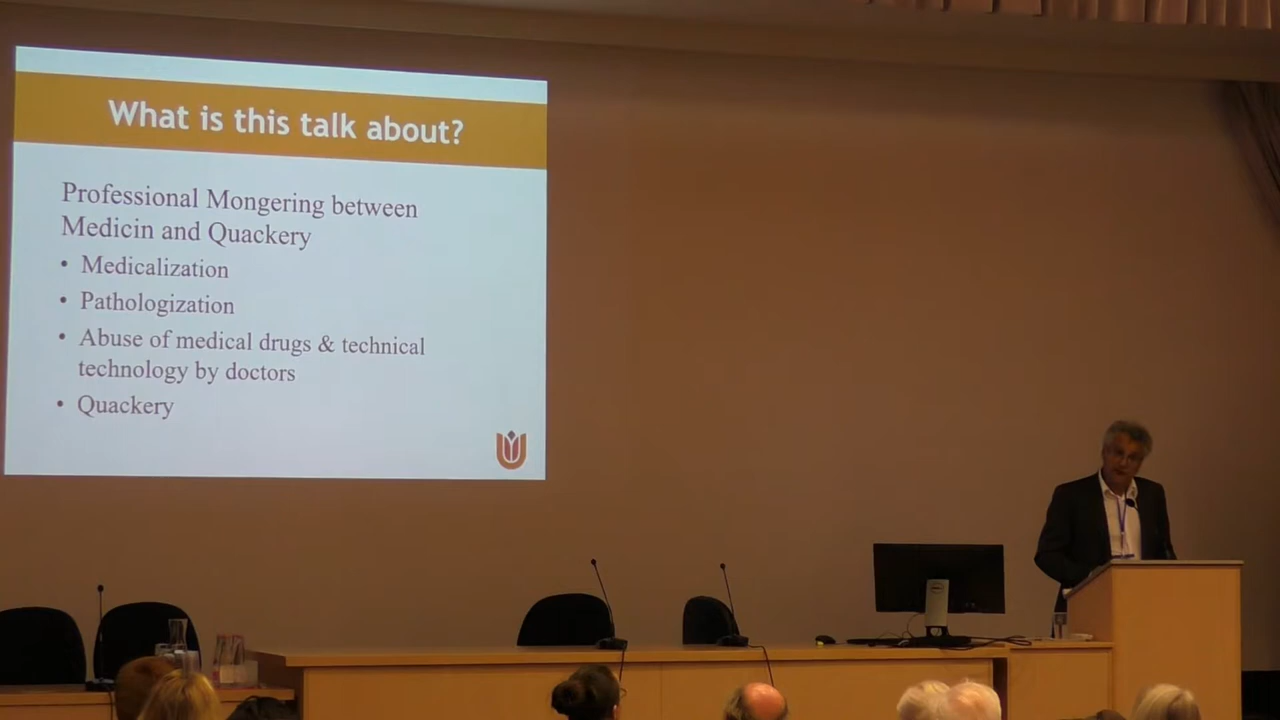 What is this talk about?
Professional Mongering between
Medicin and Quackery
• Medicalization
• Pathologization
• Abuse of medical drugs & technical
technology by doctors
• Quackery